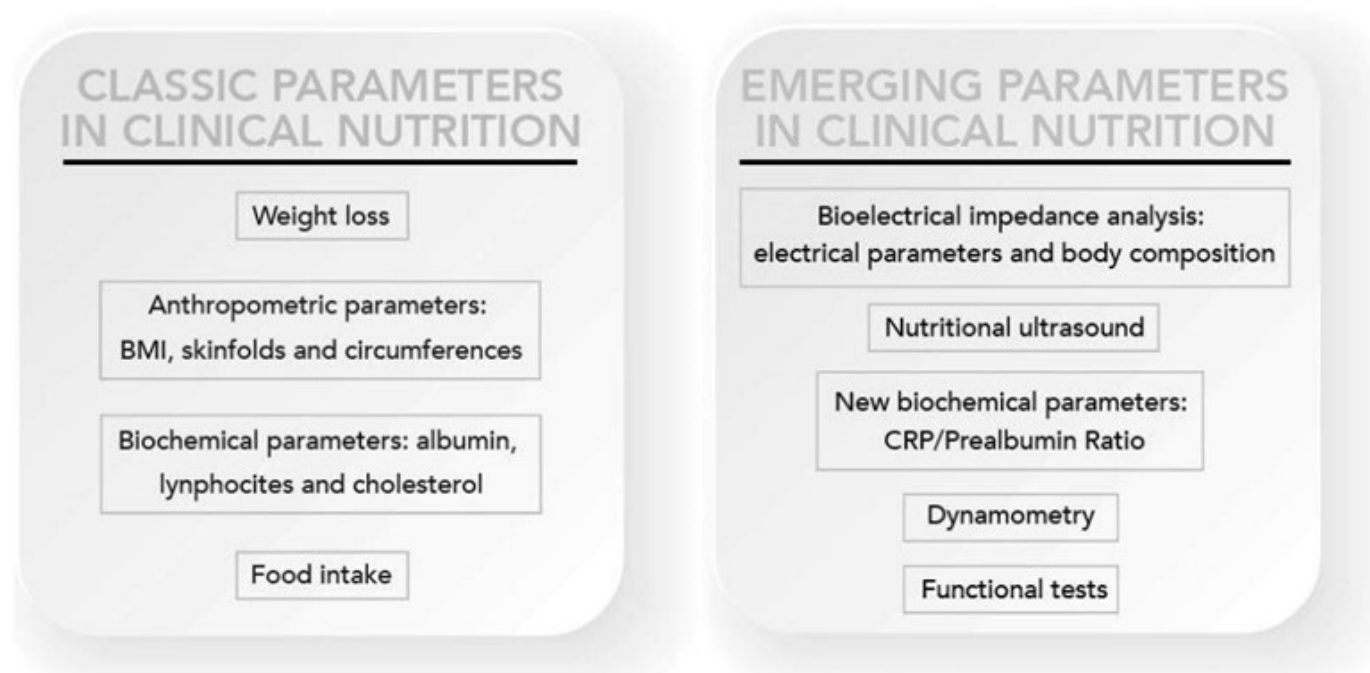 CLASSIC PARAMETERS
IN CLINICAL NUTRITION
Weight loss
Anthropometric parameters:
BMI, skinfolds and circumferences
Biochemical parameters: albumin,
lynphocites and cholesterol
Food intake
EMERGING PARAMETERS
IN CLINICAL NUTRITION
Bioelectrical impedance analysis:
electrical parameters and body composition
Nutritional ultrasound
New biochemical parameters:
CRP/Prealbumin Ratio
Dynamometry
Functional tests